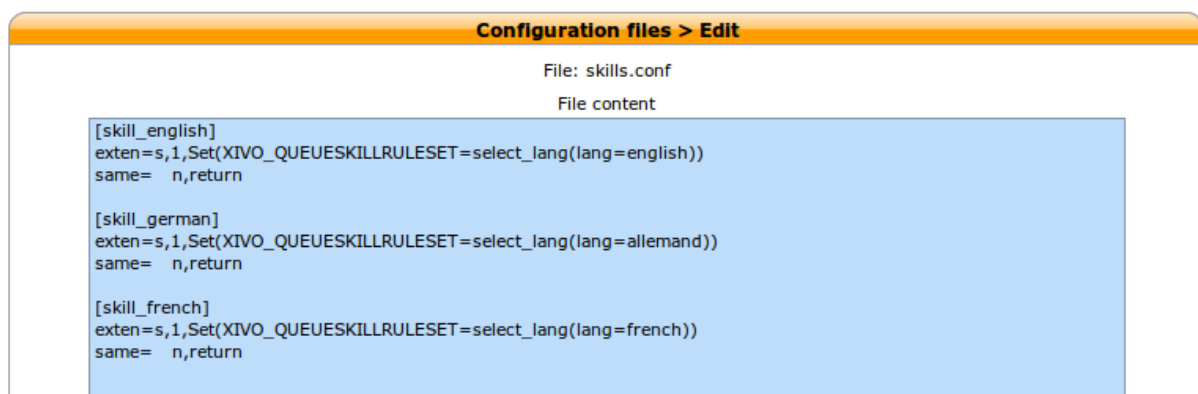 Configuration files > Edit
File: skills.conf
File content
[skill_english]
exten=s,1,Set(XIVO_QUEUESKILLRULESET=select_lang(lang=english))
same=   n,return
[skill_german]
exten=s,1,Set(XIVO_QUEUESKILLRULESET=select_lang(lang=allemand))
same=   n,return
[skill_french]
exten=s,1,Set(XIVO_QUEUESKILLRULESET=select_lang(lang=french))
same=   n,return